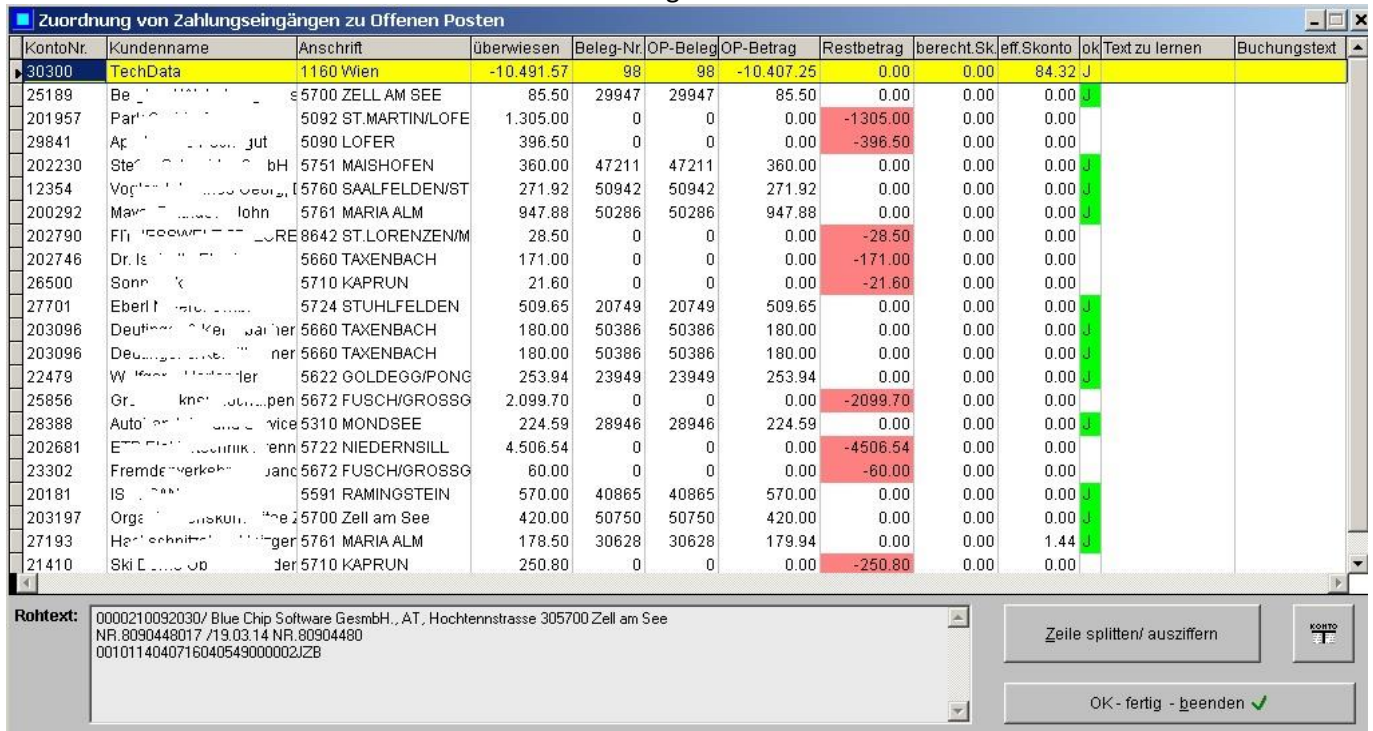 Zuordnung von Zahlungseingängen zu Offenen Posten
KontoNr. Kundenname Anschrift überwiesen Beleg-Nr. OP-Beleg OP-Betrag Restbetrag berecht.Sk. eff.Skonto ok Text zu lernen Buchungstext
30300 TechData 1160 Wien -10.491.57 98 98 -10.407.25 0.00 0.00 84.32 J
25189 5700 ZELL AM SEE 85.50 29947 29947 85.50 0.00 0.00 0.00 J
201957 5092 ST.MARTIN/LOFE 1.305.00 0 0 0.00 -1305.00 0.00 0.00
29841 5090 LOFER 396.50 0 0 0.00 -396.50 0.00 0.00
202230 5751 MAISHOFEN 360.00 47211 47211 360.00 0.00 0.00 0.00 J
12354 5760 SAALFELDEN/ST 271.92 50942 50942 271.92 0.00 0.00 0.00 J
200292 5761 MARIA ALM 947.88 50286 50286 947.88 0.00 0.00 0.00 J
202790 8642 ST.LORENZEN/M 28.50 0 0 0.00 -28.50 0.00 0.00
202746 Dr. 5660 TAXENBACH 171.00 0 0 0.00 -171.00 0.00 0.00
26500 5710 KAPRUN 21.60 0 0 0.00 -21.60 0.00 0.00
27701 Eberl 5724 STUHLFELDEN 509.65 20749 20749 509.65 0.00 0.00 0.00 J
203096 5660 TAXENBACH 180.00 50386 50386 180.00 0.00 0.00 0.00 J
203096 5660 TAXENBACH 180.00 50386 50386 180.00 0.00 0.00 0.00 J
22479 5622 GOLDEGG/PONG 253.94 23949 23949 253.94 0.00 0.00 0.00 J
25856 5672 FUSCH/GROSSG 2.099.70 0 0 0.00 -2099.70 0.00 0.00
28388 5310 MONDSEE 224.59 28946 28946 224.59 0.00 0.00 0.00 J
202681 5722 NIEDERNSILL 4.506.54 0 0 0.00 -4506.54 0.00 0.00
23302 5672 FUSCH/GROSSG 60.00 0 0 0.00 -60.00 0.00 0.00
20181 5591 RAMINGSTEIN 570.00 40865 40865 570.00 0.00 0.00 0.00 J
203197 5700 Zell am See 420.00 50750 50750 420.00 0.00 0.00 0.00 J
27193 5761 MARIA ALM 178.50 30628 30628 179.94 0.00 0.00 1.44 J
21410 Ski 5710 KAPRUN 250.80 0 0 0.00 -250.80 0.00 0.00
Rohtext: 0000210092030/ Blue Chip Software GesmbH., AT, Hochtennstrasse 305700 Zell am See
NR.8090448017 /19.03.14 NR.80904480
00101140407160405490000​02JZB
Zeile splitten/ ausziffern
KONTO
OK - fertig - beenden